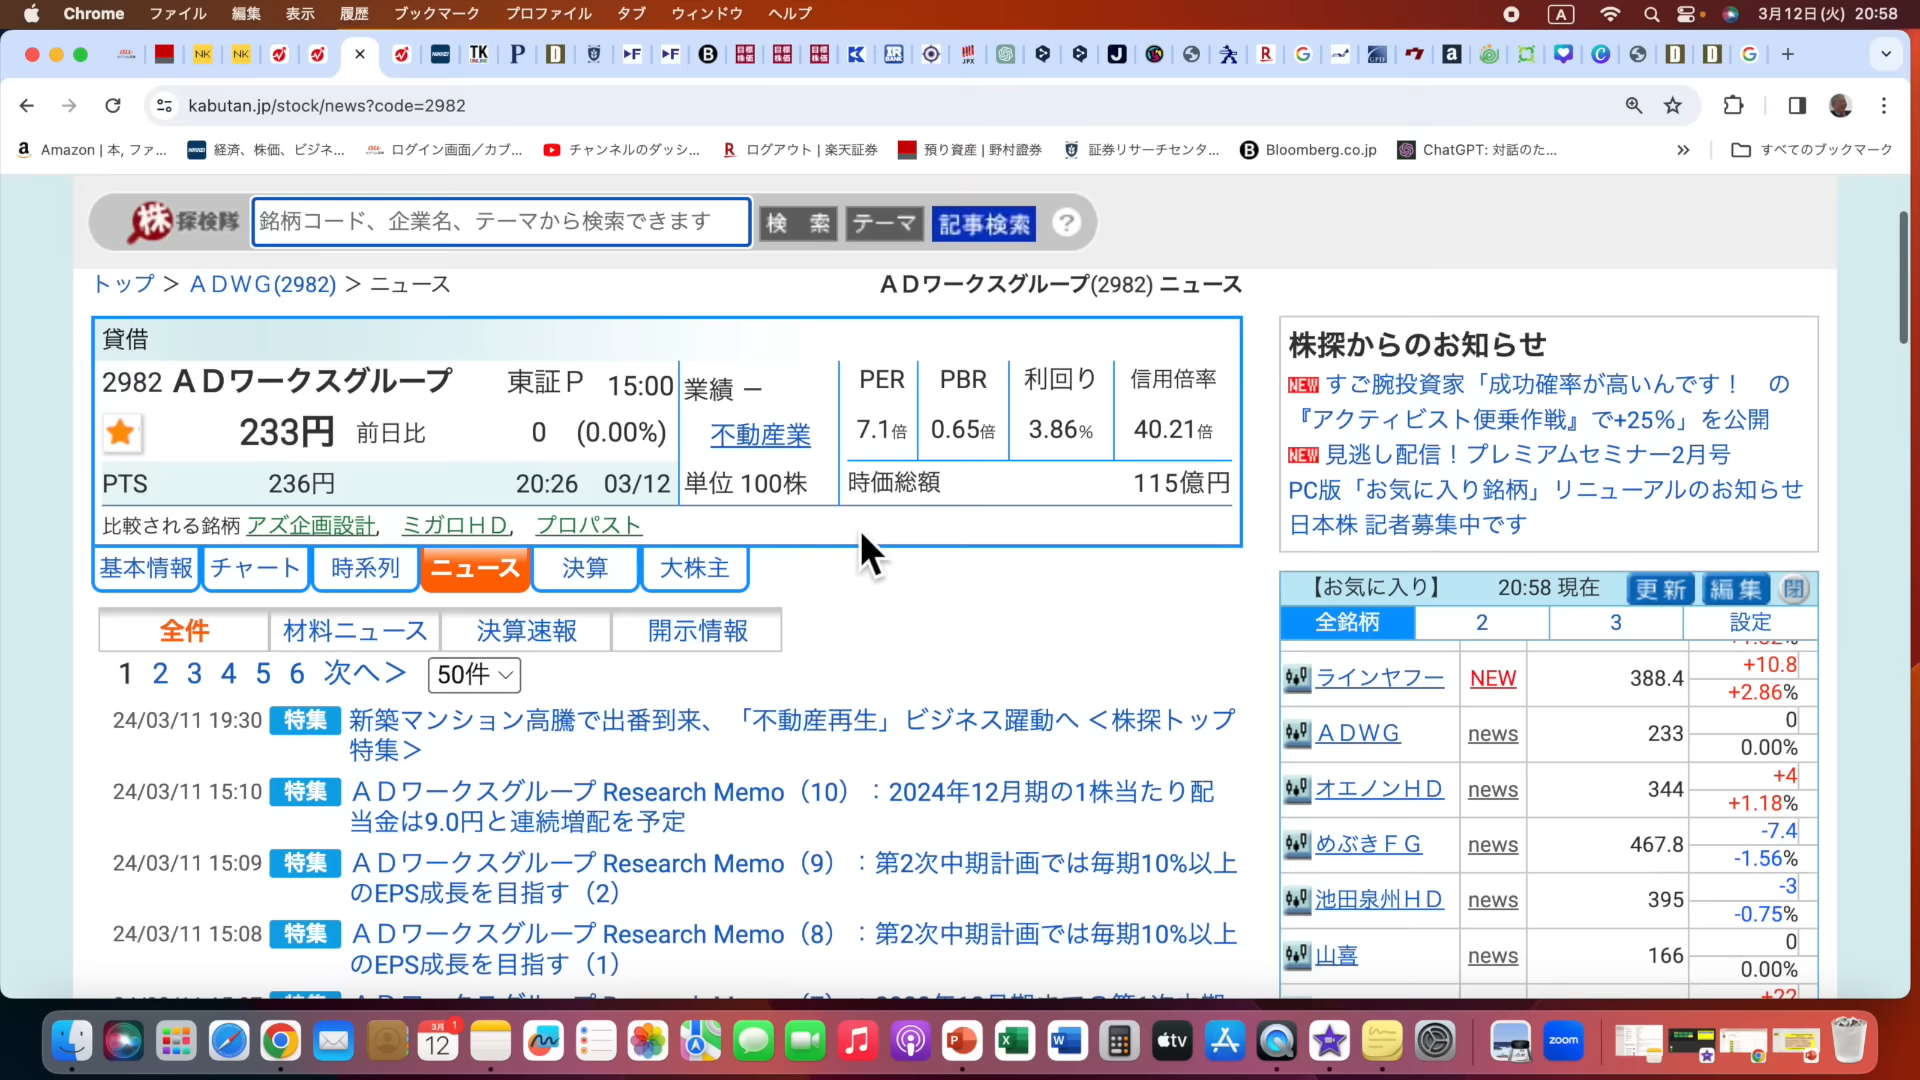 Chrome ファイル 編集 表示 履歴 ブックマーク プロファイル タブ ウィンドウ ヘルプ A 3月12日(火) 20:58
kabutan.jp/stock/news?code=2982
Amazon | 本, ファ... 経済、株価、ビジネ... ログイン画面／カブ... チャンネルのダッシ... ログアウト | 楽天証券 預り資産 | 野村證券 証券リサーチセンタ... Bloomberg.co.jp ChatGPT: 対話のた... すべてのブックマーク
株探検隊 銘柄コード、企業名、テーマから検索できます 検 索 テーマ 記事検索 ?
トップ > ＡＤＷＧ(2982) > ニュース ＡＤワークスグループ(2982) ニュース
貸借
2982 ＡＤワークスグループ 東証Ｐ 15:00 業績 ー PER PBR 利回り 信用倍率
233円 前日比 0 (0.00%) 不動産業 7.1倍 0.65倍 3.86% 40.21倍
PTS 236円 20:26 03/12 単位 100株 時価総額 115億円
比較される銘柄 アズ企画設計, ミガロＨＤ, プロパスト
基本情報 チャート 時系列 ニュース 決算 大株主
全件 材料ニュース 決算速報 開示情報
1 2 3 4 5 6 次へ＞ 50件
24/03/11 19:30 特集 新築マンション高騰で出番到来、「不動産再生」ビジネス躍動へ ＜株探トップ
特集＞
24/03/11 15:10 特集 ＡＤワークスグループ Research Memo（10）：2024年12月期の1株当たり配
当金は9.0円と連続増配を予定
24/03/11 15:09 特集 ＡＤワークスグループ Research Memo（9）：第2次中期計画では毎期10%以上
のEPS成長を目指す（2）
24/03/11 15:08 特集 ＡＤワークスグループ Research Memo（8）：第2次中期計画では毎期10%以上
のEPS成長を目指す（1）
株探からのお知らせ
NEW すご腕投資家「成功確率が高いんです！ の
『アクティビスト便乗作戦』で+25%」を公開
NEW 見逃し配信！プレミアムセミナー2月号
PC版「お気に入り銘柄」リニューアルのお知らせ
日本株 記者募集中です
【お気に入り】 20:58 現在 更新 編集 閉
全銘柄 2 3 設定
ラインヤフー NEW 388.4 +10.8
+2.86%
ＡＤＷＧ news 233 0
0.00%
オエノンＨＤ news 344 +4
+1.18%
めぶきＦＧ news 467.8 -7.4
-1.56%
池田泉州ＨＤ news 395 -3
-0.75%
山喜 news 166 0
0.00%
+22
3月 1
12
tv
zoom